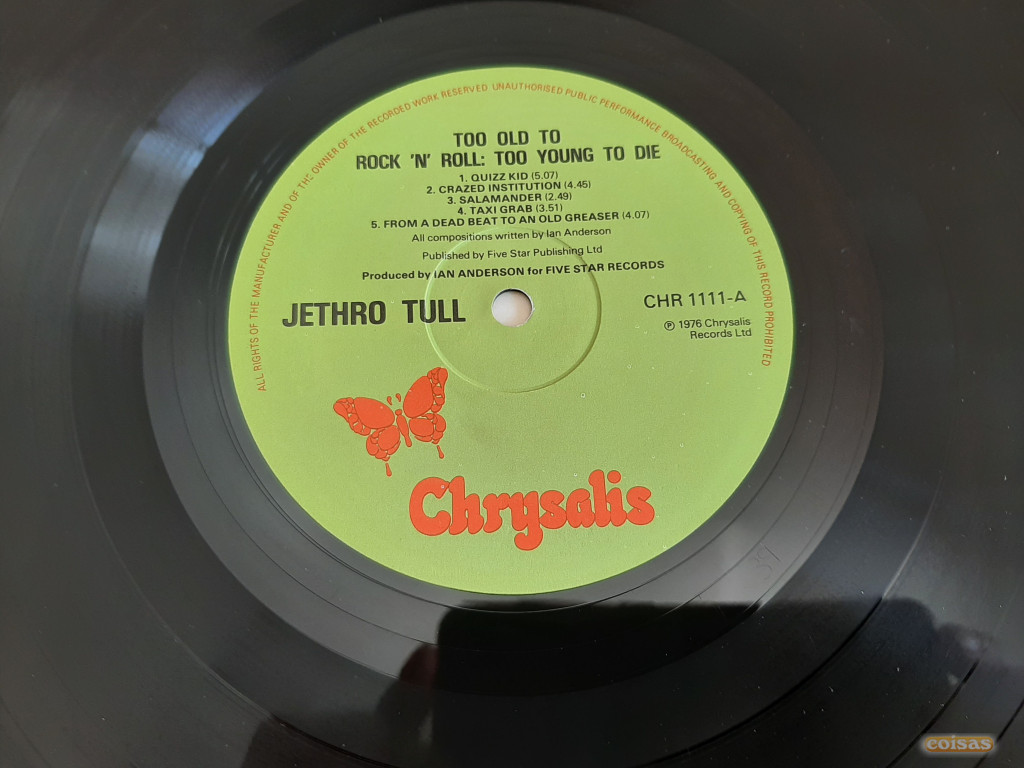 ALL RIGHTS OF THE MANUFACTURER AND OF THE OWNER OF THE RECORDED WORK RESERVED UNAUTHORISED PUBLIC PERFORMANCE BROADCASTING AND COPYING OF THIS RECORD PROHIBITED
TOO OLD TO
ROCK 'N' ROLL: TOO YOUNG TO DIE
1. QUIZZ KID (5.07)
2. CRAZED INSTITUTION (4.45)
3. SALAMANDER (2.49)
4. TAXI GRAB (3.51)
5. FROM A DEAD BEAT TO AN OLD GREASER (4.07)
All compositions written by Ian Anderson
Published by Five Star Publishing Ltd
Produced by IAN ANDERSON for FIVE STAR RECORDS
JETHRO TULL
CHR 1111-A
℗ 1976 Chrysalis
Records Ltd
Chrysalis
coisas